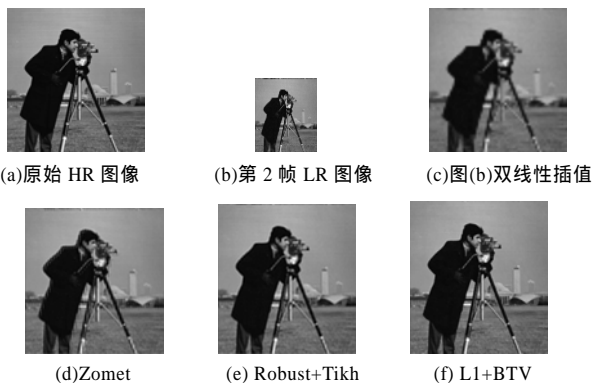 (a)原始 HR 图像
(b)第 2 帧 LR 图像
(c)图(b)双线性插值
(d)Zomet
(e) Robust+Tikh
(f) L1+BTV